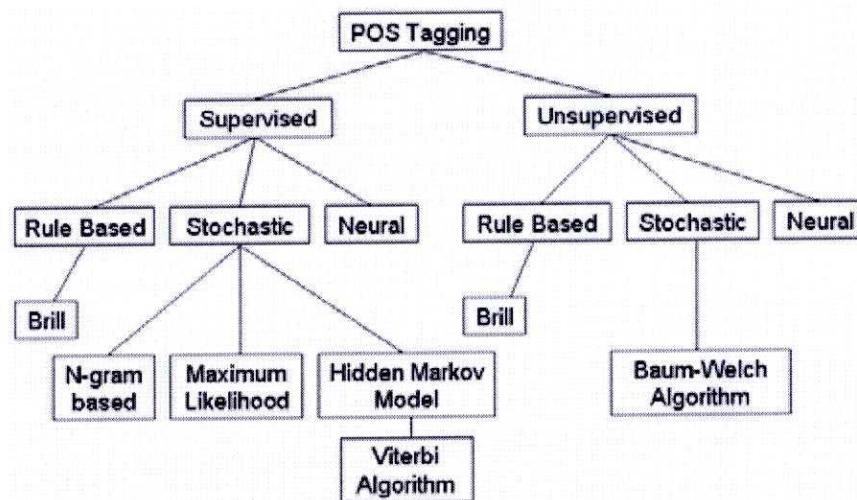 POS Tagging
Supervised
Unsupervised
Rule Based
Stochastic
Neural
Rule Based
Stochastic
Neural
Brill
Brill
N-gram
based
Maximum
Likelihood
Hidden Markov
Model
Baum-Welch
Algorithm
Viterbi
Algorithm